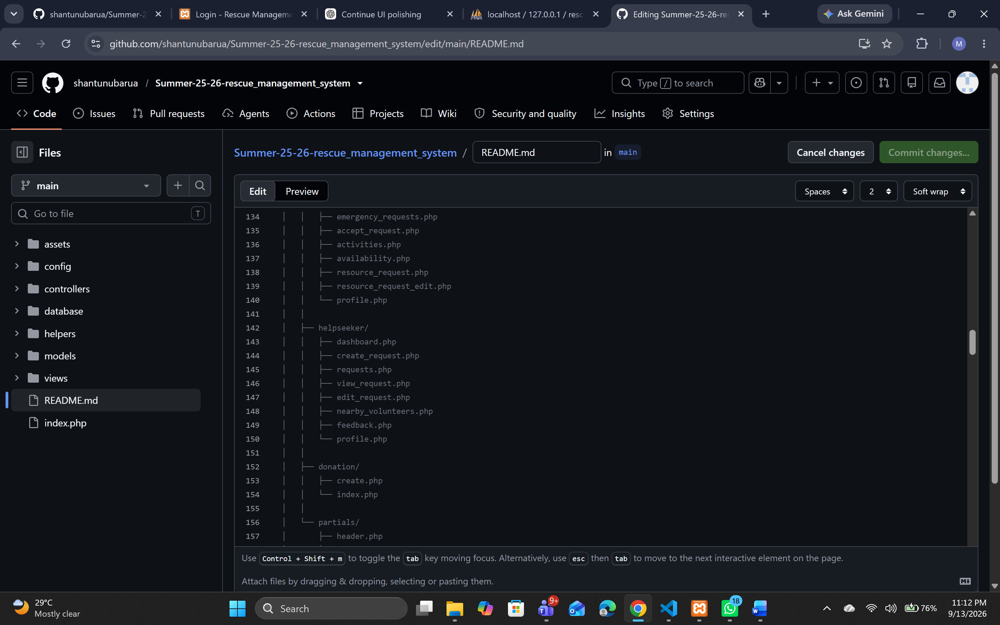 shantunubarua/Summer-2
Login - Rescue Manageme
Continue UI polishing
localhost / 127.0.0.1 / resc
Editing Summer-25-26-res
Ask Gemini
github.com/shantunubarua/Summer-25-26-rescue_management_system/edit/main/README.md
M
shantunubarua / Summer-25-26-rescue_management_system
Type / to search
Code
Issues
Pull requests
Agents
Actions
Projects
Wiki
Security and quality
Insights
Settings
Files
Summer-25-26-rescue_management_system / README.md in main
Cancel changes
Commit changes...
main
Edit
Preview
Spaces
2
Soft wrap
Go to file
T
assets
config
controllers
database
helpers
models
views
README.md
index.php
134 │   │   ├── emergency_requests.php
135 │   │   ├── accept_request.php
136 │   │   ├── activities.php
137 │   │   ├── availability.php
138 │   │   ├── resource_request.php
139 │   │   ├── resource_request_edit.php
140 │   │   └── profile.php
141 │   │
142 │   ├── helpseeker/
143 │   │   ├── dashboard.php
144 │   │   ├── create_request.php
145 │   │   ├── requests.php
146 │   │   ├── view_request.php
147 │   │   ├── edit_request.php
148 │   │   ├── nearby_volunteers.php
149 │   │   ├── feedback.php
150 │   │   └── profile.php
151 │   │
152 │   ├── donation/
153 │   │   ├── create.php
154 │   │   └── index.php
155 │   │
156 │   └── partials/
157 │       ├── header.php
Use Control + Shift + m to toggle the tab key moving focus. Alternatively, use esc then tab to move to the next interactive element on the page.
Attach files by dragging & dropping, selecting or pasting them.
29°C
Mostly clear
Search
9+
18
76%
11:12 PM
9/13/2026